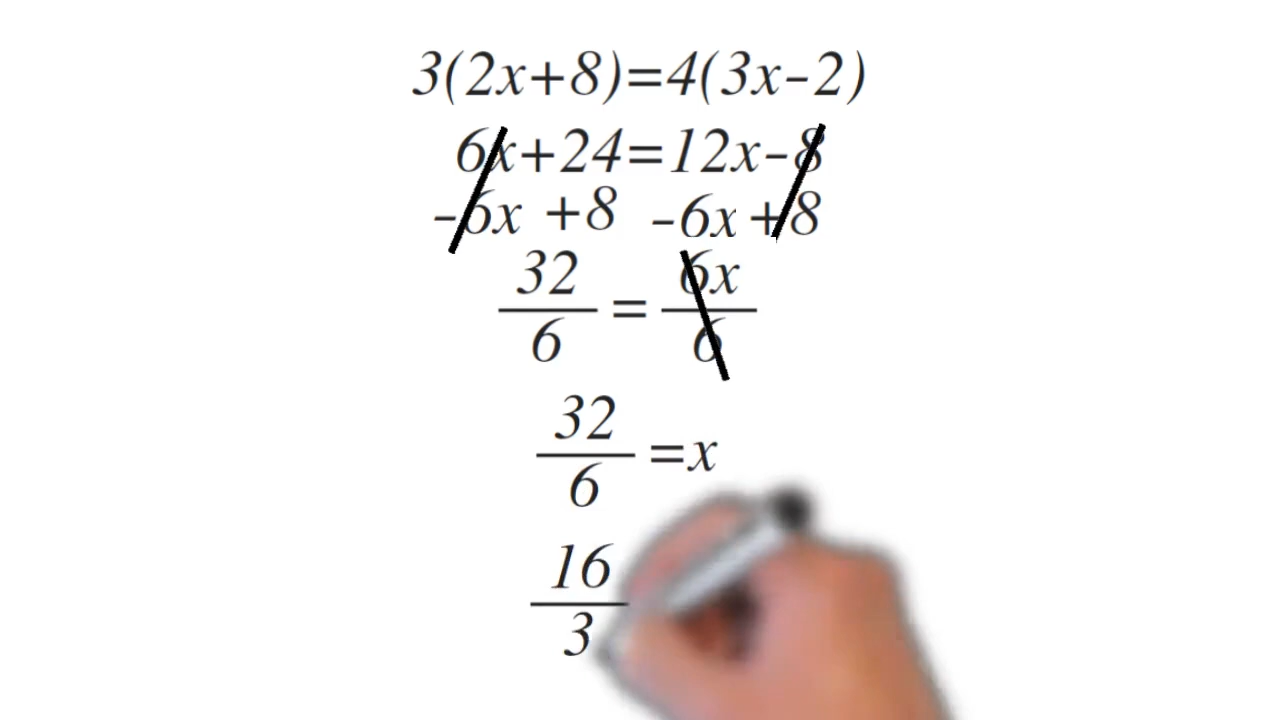 3(2x+8)=4(3x-2)
6x+24=12x-8
-6x +8 -6x +8
32/6 = 6x/6
32/6 =x
16/3